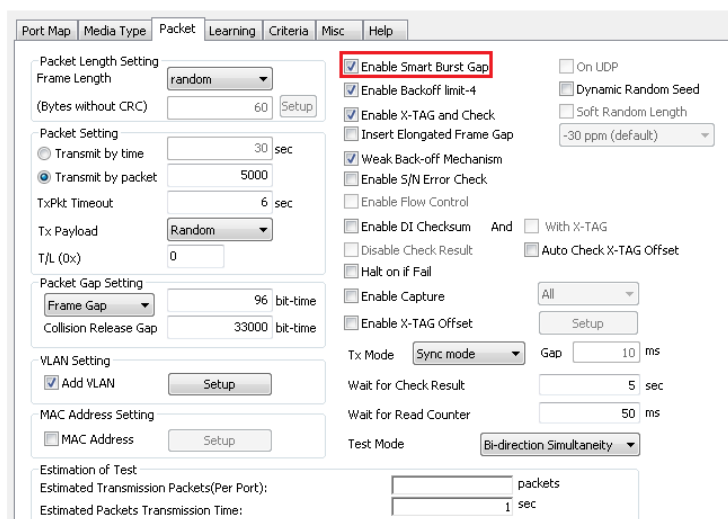 Port Map Media Type Packet Learning Criteria Misc Help
Packet Length Setting
Frame Length random
(Bytes without CRC) 60 Setup
Packet Setting
Transmit by time 30 sec
Transmit by packet 5000
TxPkt Timeout 6 sec
Tx Payload Random
T/L (0x) 0
Packet Gap Setting
Frame Gap 96 bit-time
Collision Release Gap 33000 bit-time
VLAN Setting
Add VLAN Setup
MAC Address Setting
MAC Address Setup
Enable Smart Burst Gap On UDP
Enable Backoff limit-4 Dynamic Random Seed
Enable X-TAG and Check Soft Random Length
Insert Elongated Frame Gap -30 ppm (default)
Weak Back-off Mechanism
Enable S/N Error Check
Enable Flow Control
Enable DI Checksum And With X-TAG
Disable Check Result Auto Check X-TAG Offset
Halt on if Fail
Enable Capture All
Enable X-TAG Offset Setup
Tx Mode Sync mode Gap 10 ms
Wait for Check Result 5 sec
Wait for Read Counter 50 ms
Test Mode Bi-direction Simultaneity
Estimation of Test
Estimated Transmission Packets(Per Port): packets
Estimated Packets Transmission Time: 1 sec